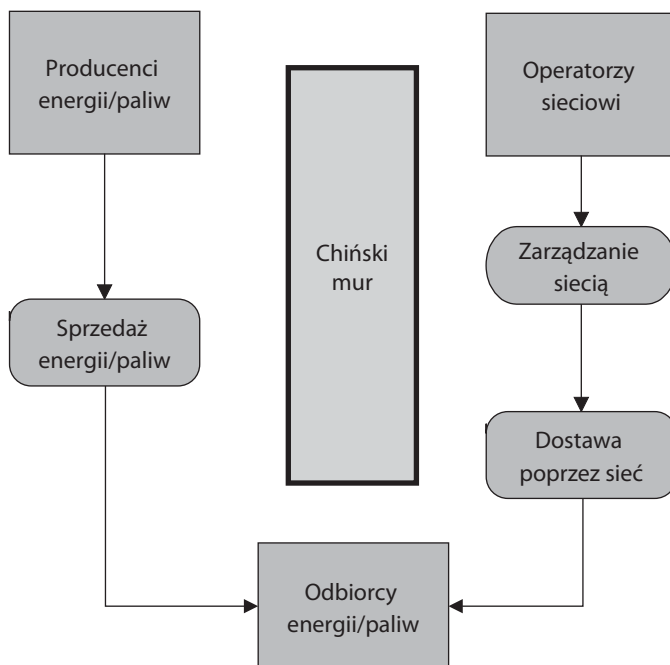 Producenci
energii/paliw
Operatorzy
sieciowi
Chiński
mur
Zarządzanie
siecią
Sprzedaż
energii/paliw
Dostawa
poprzez sieć
Odbiorcy
energii/paliw